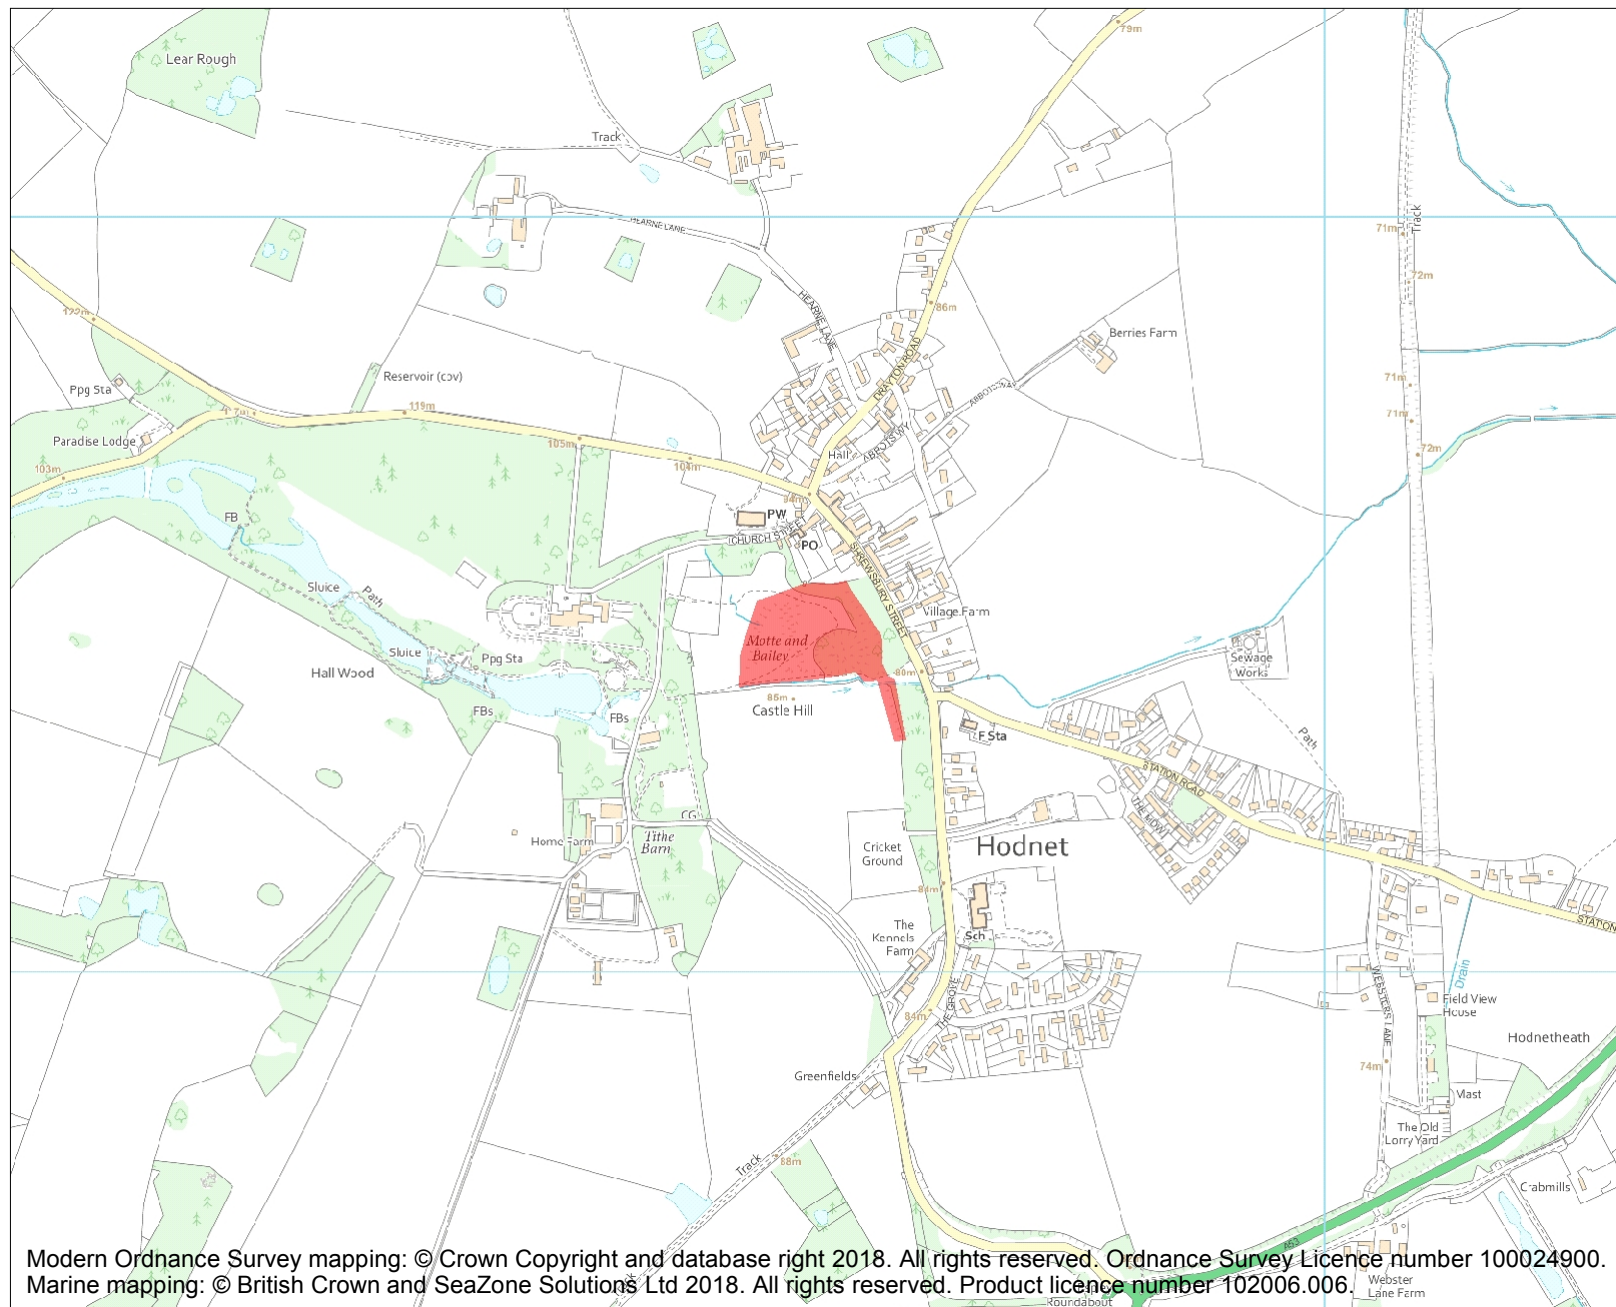 79m
Lear Rough
Track
HEARNE LANE
Track
71m
72m
122m
HEARNE LANE
86m
Berries Farm
DRAYTON ROAD
Reservoir (cov)
Ppg Sta
71m
ABBOTS WAY
119m
71m
Paradise Lodge
105m
Hall
ABBOTS WY
72m
103m
104m
94m
FB
PW
CHURCH STREET
PO
SHREWSBURY STREET
Sluice
Path
Village Farm
Motte and
Bailey
Sluice
Ppg Sta
Hall Wood
80m
Sewage
Works
85m
Castle Hill
FBs
FBs
F Sta
Path
STATION ROAD
CG
Home Farm
Tithe
Barn
Cricket
Ground
Hodnet
84m
STATION
The
Kennels
Farm
Sch
Drain
WEBSTERS LANE
THE GROVE
84m
Field View
House
Hodnetheath
Greenfields
74m
Mast
The Old
Lorry Yard
Track
88m
Crabmills
A53
Modern Ordnance Survey mapping: © Crown Copyright and database right 2018. All rights reserved. Ordnance Survey Licence number 100024900.
Marine mapping: © British Crown and SeaZone Solutions Ltd 2018. All rights reserved. Product licence number 102006.006.
Webster
Lane Farm
Roundabout